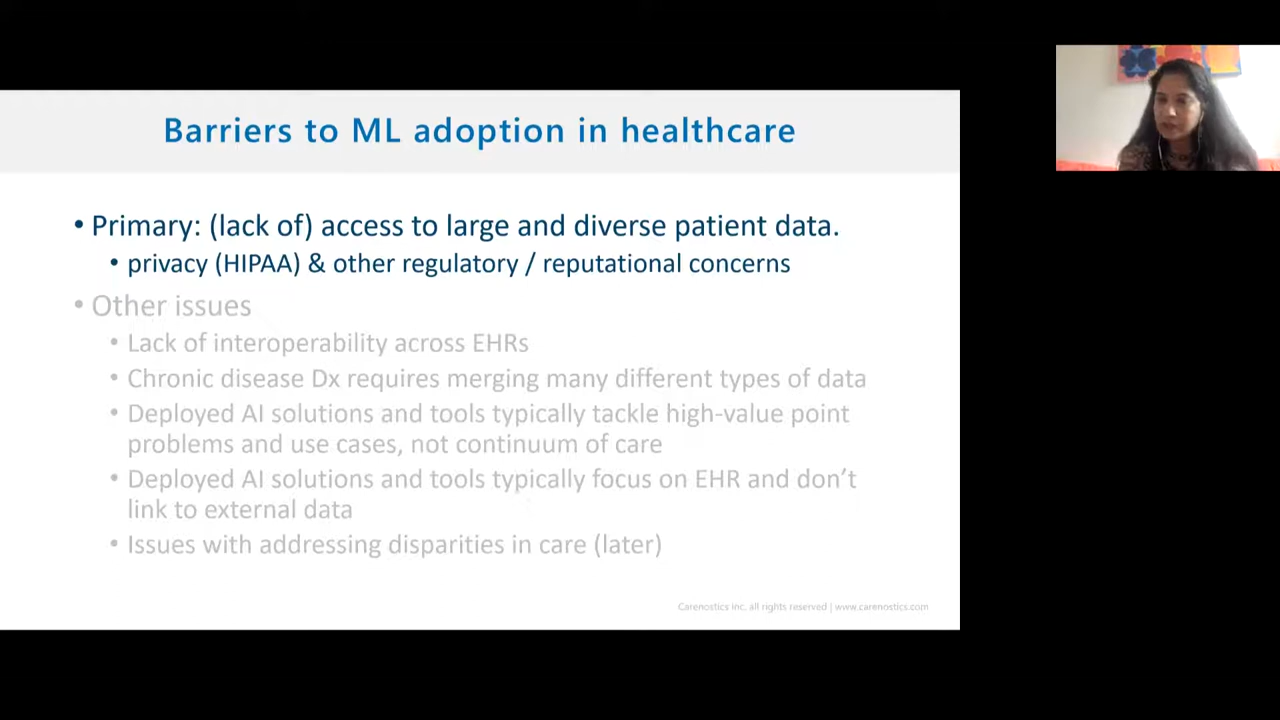 Barriers to ML adoption in healthcare
• Primary: (lack of) access to large and diverse patient data.
• privacy (HIPAA) & other regulatory / reputational concerns
• Other issues
• Lack of interoperability across EHRs
• Chronic disease Dx requires merging many different types of data
• Deployed AI solutions and tools typically tackle high-value point
problems and use cases, not continuum of care
• Deployed AI solutions and tools typically focus on EHR and don’t
link to external data
• Issues with addressing disparities in care (later)
Carenostics Inc, all rights reserved | www.carenostics.com